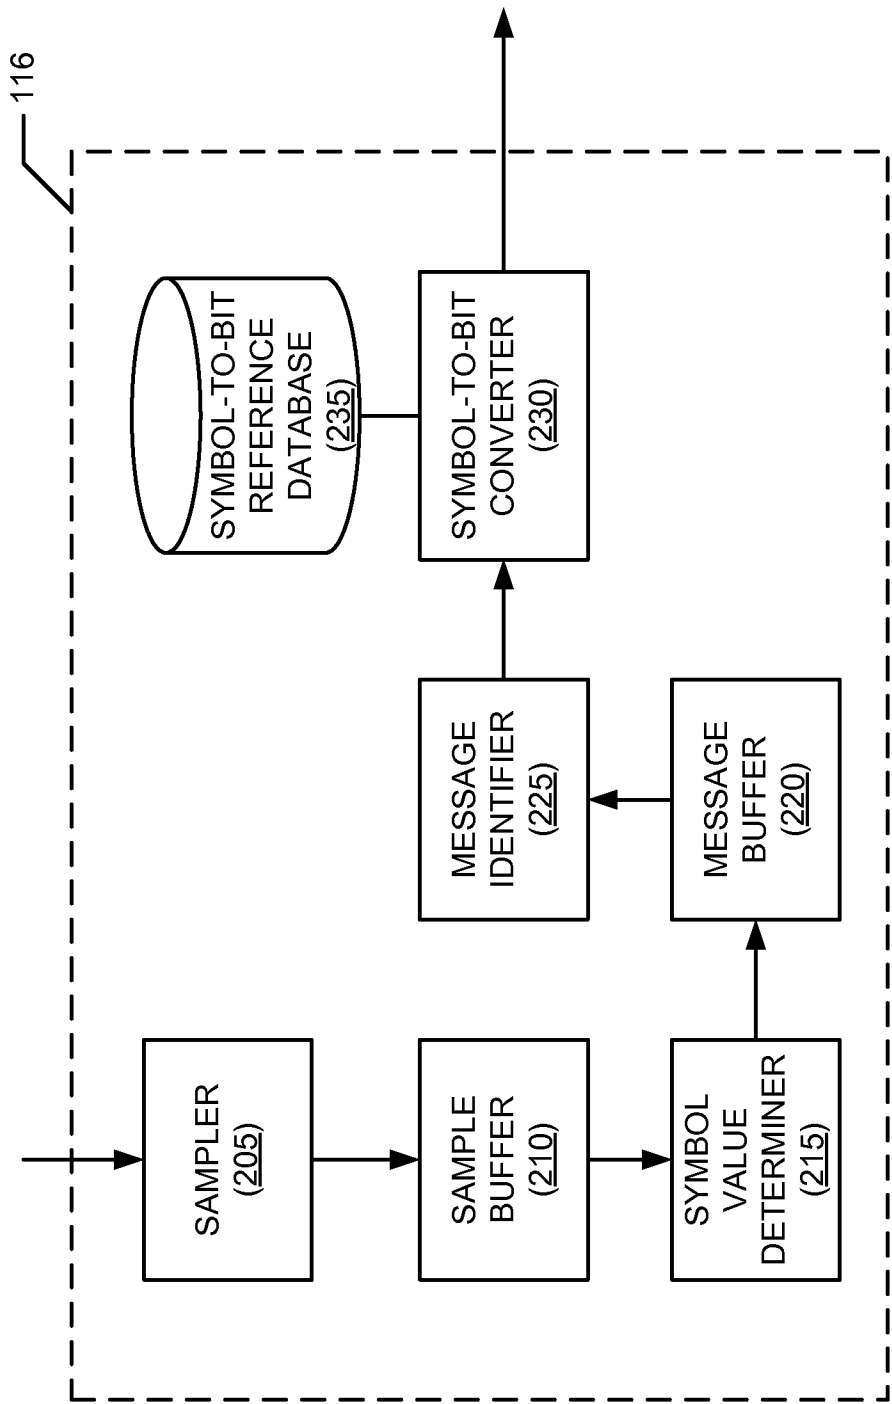 116
SAMPLER
(205)
SAMPLE
BUFFER
(210)
SYMBOL
VALUE
DETERMINER
(215)
MESSAGE
BUFFER
(220)
MESSAGE
IDENTIFIER
(225)
SYMBOL-TO-BIT
CONVERTER
(230)
SYMBOL-TO-BIT
REFERENCE
DATABASE
(235)